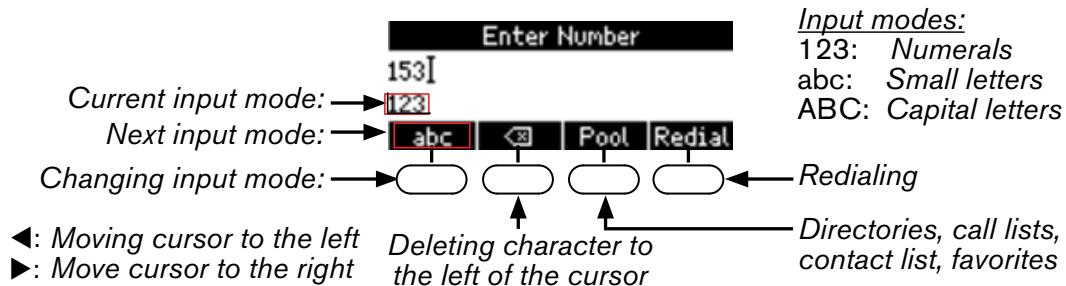 Enter Number
153
123
abc ⌫ Pool Redial
Current input mode:
Next input mode:
Changing input mode:
Input modes:
123: Numerals
abc: Small letters
ABC: Capital letters
Redialing
Directories, call lists,
contact list, favorites
Deleting character to
the left of the cursor
◀: Moving cursor to the left
▶: Move cursor to the right